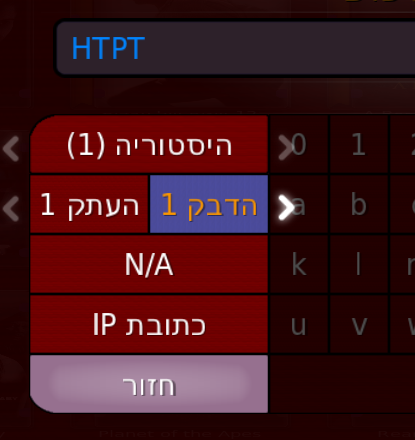 HTPT
היסטוריה (1)
0 1
העתק 1 הדבק 1
a b
N/A
k l
כתובת IP
u v
חזור